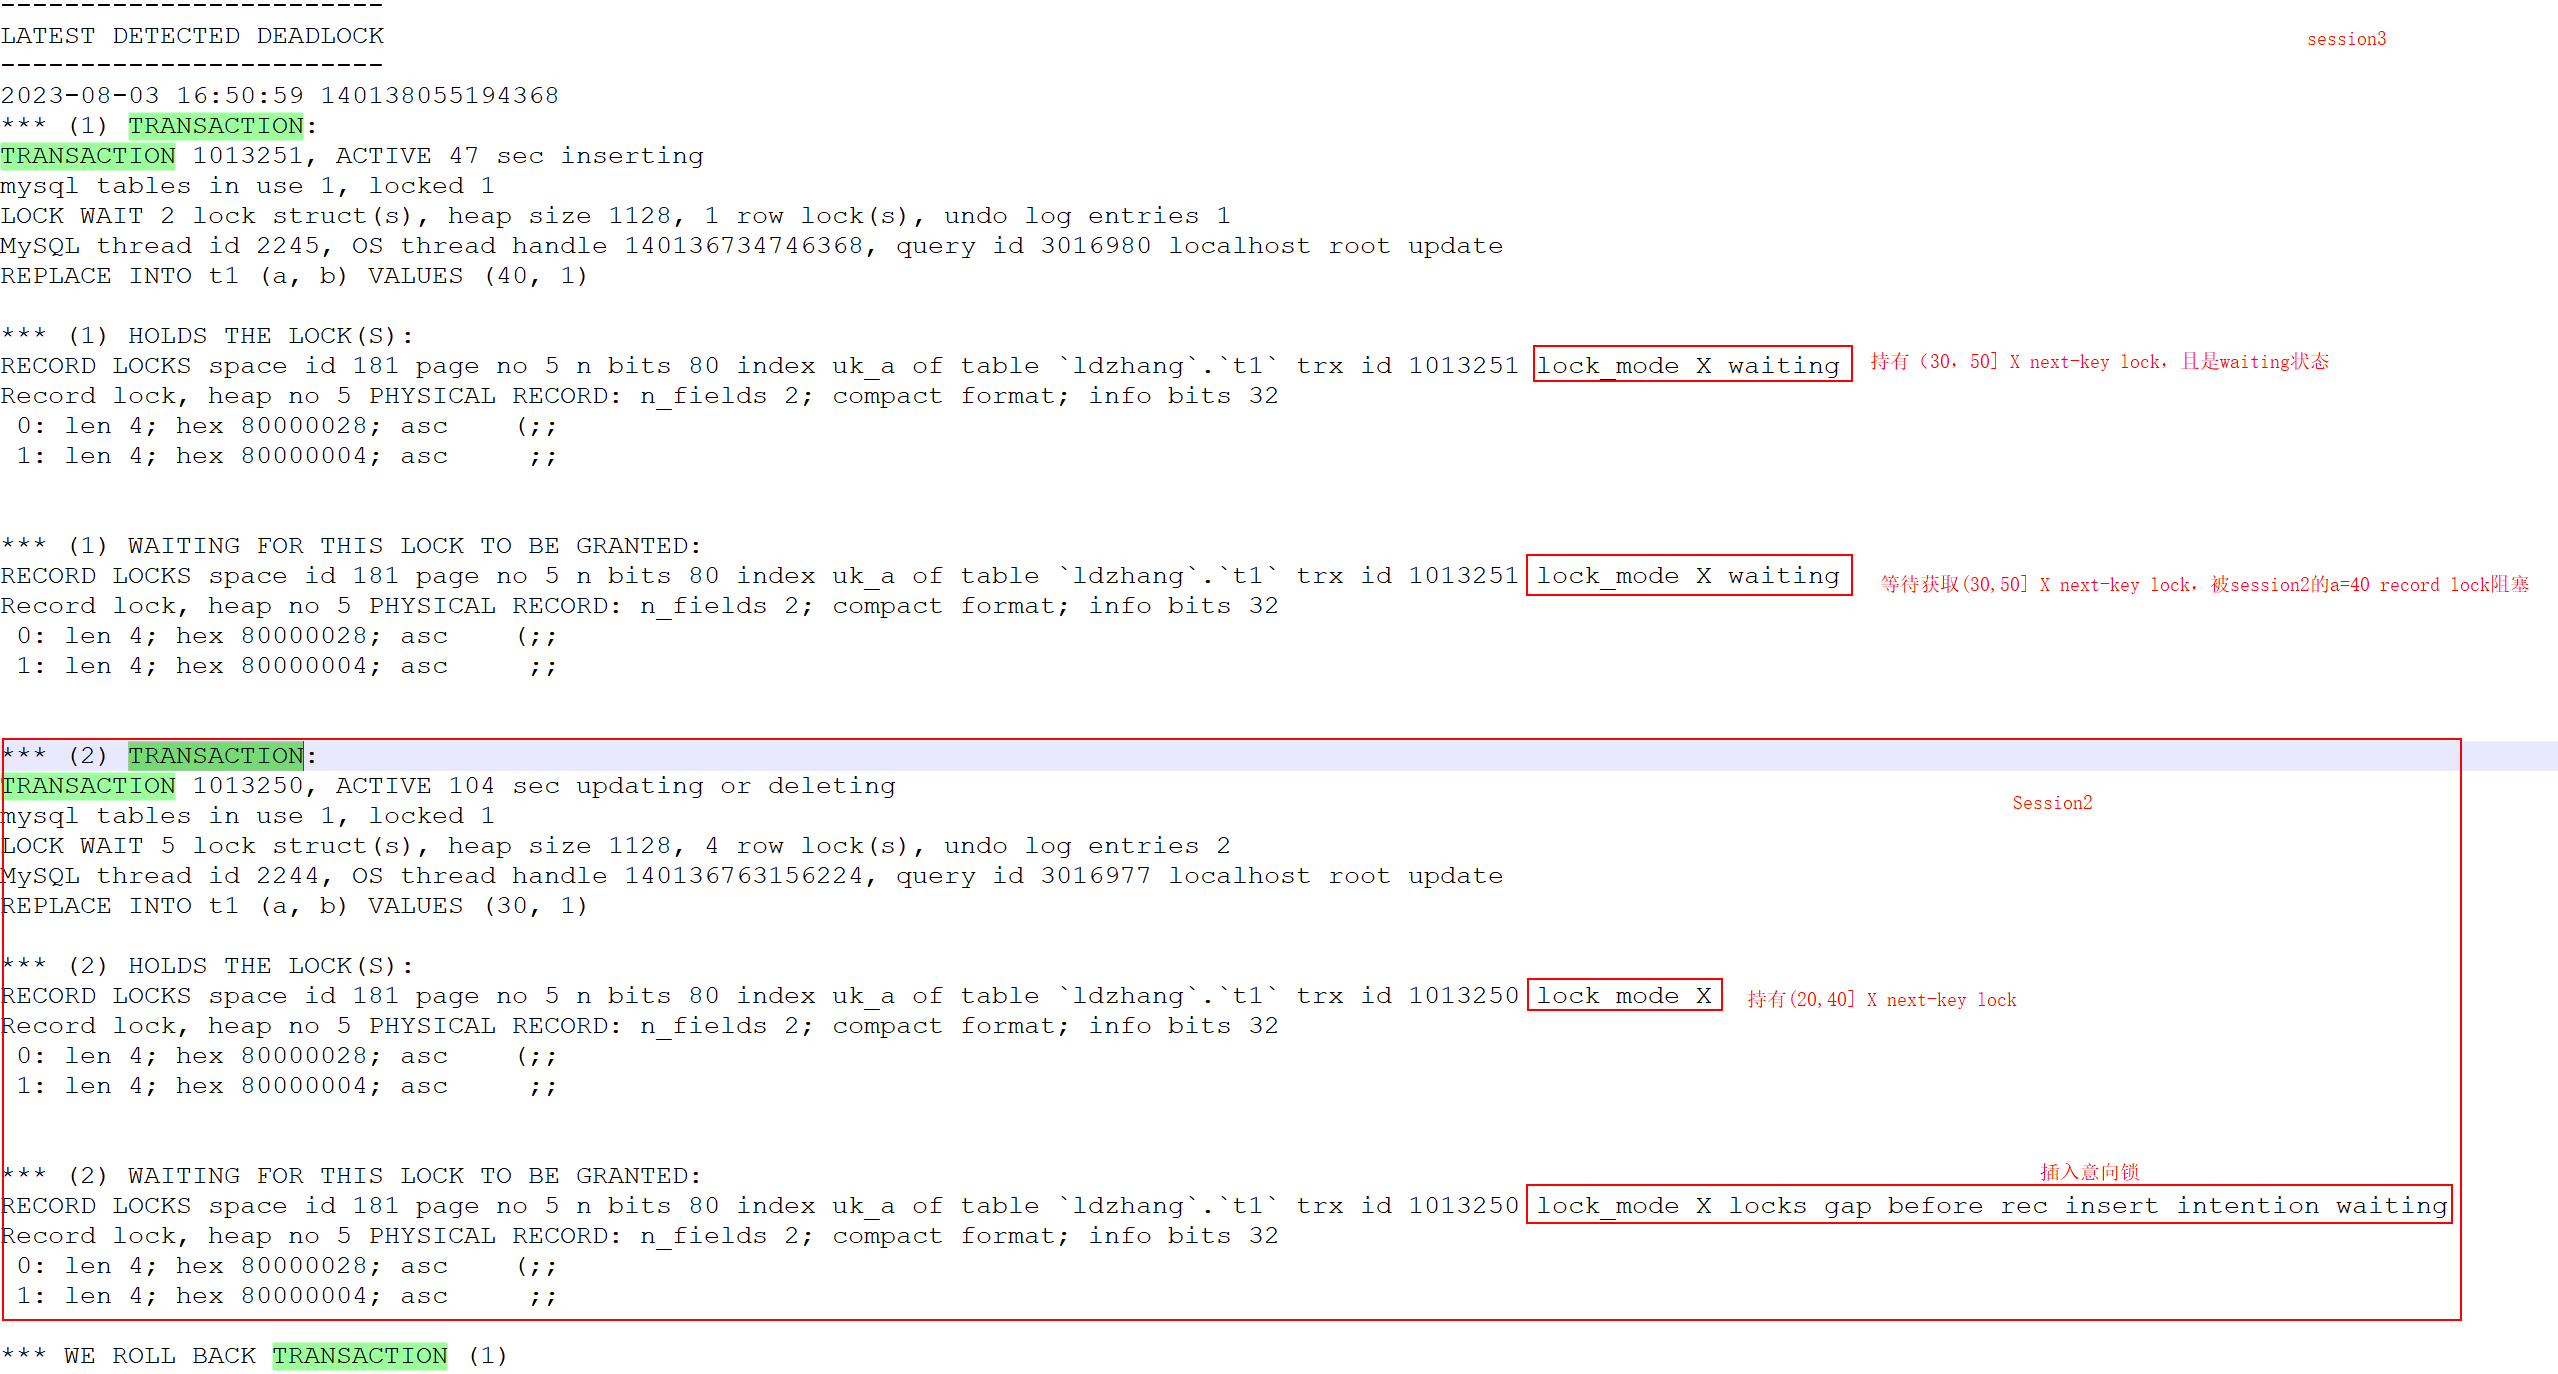 ------------------------
LATEST DETECTED DEADLOCK
session3
------------------------
2023-08-03 16:50:59 140138055194368
*** (1) TRANSACTION:
TRANSACTION 1013251, ACTIVE 47 sec inserting
mysql tables in use 1, locked 1
LOCK WAIT 2 lock struct(s), heap size 1128, 1 row lock(s), undo log entries 1
MySQL thread id 2245, OS thread handle 140136734746368, query id 3016980 localhost root update
REPLACE INTO t1 (a, b) VALUES (40, 1)
*** (1) HOLDS THE LOCK(S):
RECORD LOCKS space id 181 page no 5 n bits 80 index uk_a of table `ldzhang`.`t1` trx id 1013251 lock_mode X waiting
持有（30，50］X next-key lock，且是waiting状态
Record lock, heap no 5 PHYSICAL RECORD: n_fields 2; compact format; info bits 32
0: len 4; hex 80000028; asc    (;;
1: len 4; hex 80000004; asc     ;;
*** (1) WAITING FOR THIS LOCK TO BE GRANTED:
RECORD LOCKS space id 181 page no 5 n bits 80 index uk_a of table `ldzhang`.`t1` trx id 1013251 lock_mode X waiting
等待获取(30,50] X next-key lock，被session2的a=40 record lock阻塞
Record lock, heap no 5 PHYSICAL RECORD: n_fields 2; compact format; info bits 32
0: len 4; hex 80000028; asc    (;;
1: len 4; hex 80000004; asc     ;;
*** (2) TRANSACTION:
TRANSACTION 1013250, ACTIVE 104 sec updating or deleting
Session2
mysql tables in use 1, locked 1
LOCK WAIT 5 lock struct(s), heap size 1128, 4 row lock(s), undo log entries 2
MySQL thread id 2244, OS thread handle 140136763156224, query id 3016977 localhost root update
REPLACE INTO t1 (a, b) VALUES (30, 1)
*** (2) HOLDS THE LOCK(S):
RECORD LOCKS space id 181 page no 5 n bits 80 index uk_a of table `ldzhang`.`t1` trx id 1013250 lock mode X
持有(20,40] X next-key lock
Record lock, heap no 5 PHYSICAL RECORD: n_fields 2; compact format; info bits 32
0: len 4; hex 80000028; asc    (;;
1: len 4; hex 80000004; asc     ;;
*** (2) WAITING FOR THIS LOCK TO BE GRANTED:
插入意向锁
RECORD LOCKS space id 181 page no 5 n bits 80 index uk_a of table `ldzhang`.`t1` trx id 1013250 lock_mode X locks gap before rec insert intention waiting
Record lock, heap no 5 PHYSICAL RECORD: n_fields 2; compact format; info bits 32
0: len 4; hex 80000028; asc    (;;
1: len 4; hex 80000004; asc     ;;
*** WE ROLL BACK TRANSACTION (1)